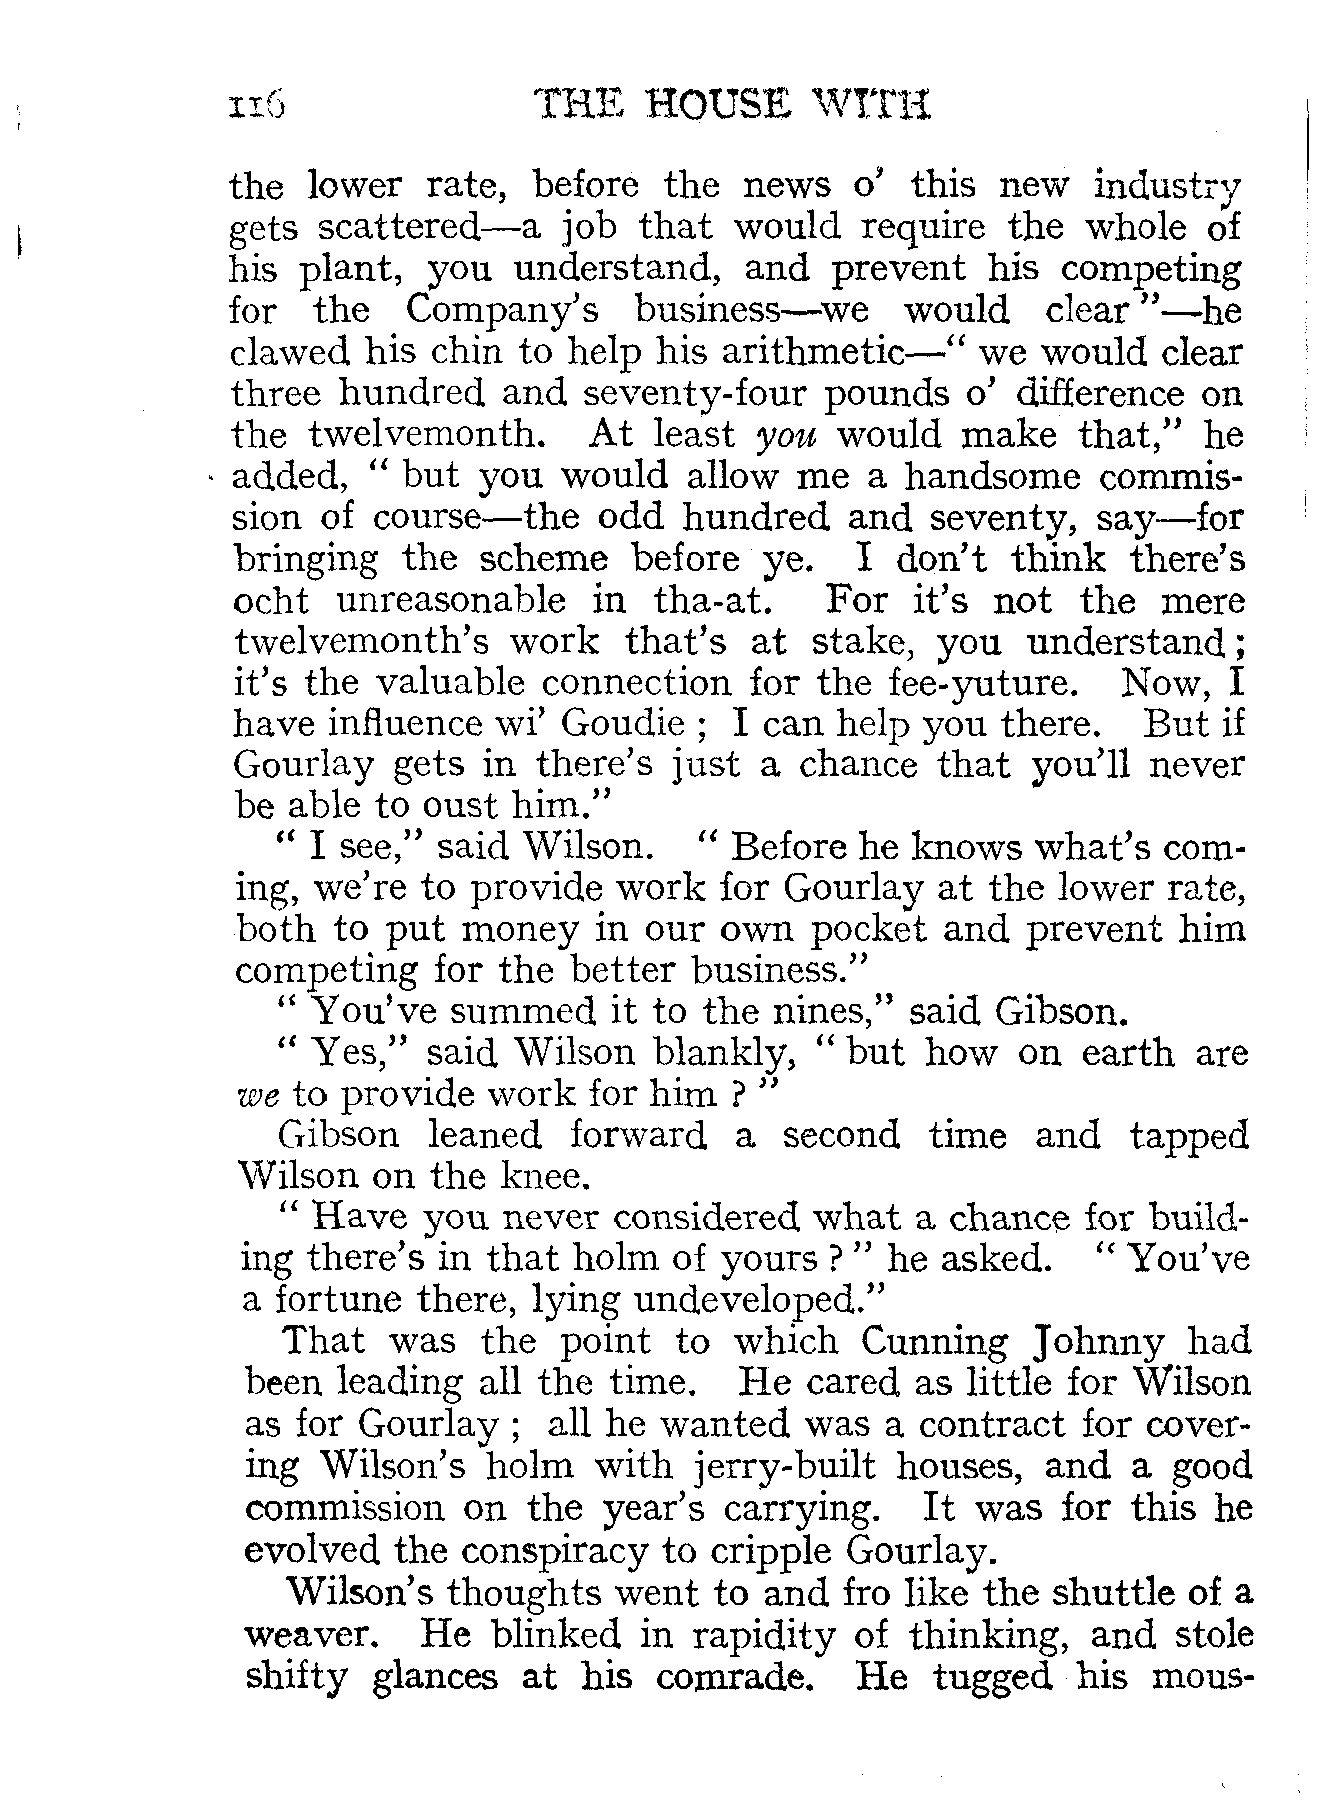 116 THE HOUSE WITH
the lower rate, before the news o' this new industry
gets scattered—a job that would require the whole of
his plant, you understand, and prevent his competing
for the Company's business—we would clear"—he
clawed his chin to help his arithmetic—"we would clear
three hundred and seventy-four pounds o' difference on
the twelvemonth. At least you would make that," he
added, "but you would allow me a handsome commis-
sion of course—the odd hundred and seventy, say—for
bringing the scheme before ye. I don't think there's
ocht unreasonable in tha-at. For it's not the mere
twelvemonth's work that's at stake, you understand;
it's the valuable connection for the fee-yuture. Now, I
have influence wi' Goudie; I can help you there. But if
Gourlay gets in there's just a chance that you'll never
be able to oust him."
"I see," said Wilson. "Before he knows what's com-
ing, we're to provide work for Gourlay at the lower rate,
both to put money in our own pocket and prevent him
competing for the better business."
"You've summed it to the nines," said Gibson.
"Yes," said Wilson blankly, "but how on earth are
we to provide work for him?"
Gibson leaned forward a second time and tapped
Wilson on the knee.
"Have you never considered what a chance for build-
ing there's in that holm of yours?" he asked. "You've
a fortune there, lying undeveloped."
That was the point to which Cunning Johnny had
been leading all the time. He cared as little for Wilson
as for Gourlay; all he wanted was a contract for cover-
ing Wilson's holm with jerry-built houses, and a good
commission on the year's carrying. It was for this he
evolved the conspiracy to cripple Gourlay.
Wilson's thoughts went to and fro like the shuttle of a
weaver. He blinked in rapidity of thinking, and stole
shifty glances at his comrade. He tugged his mous-